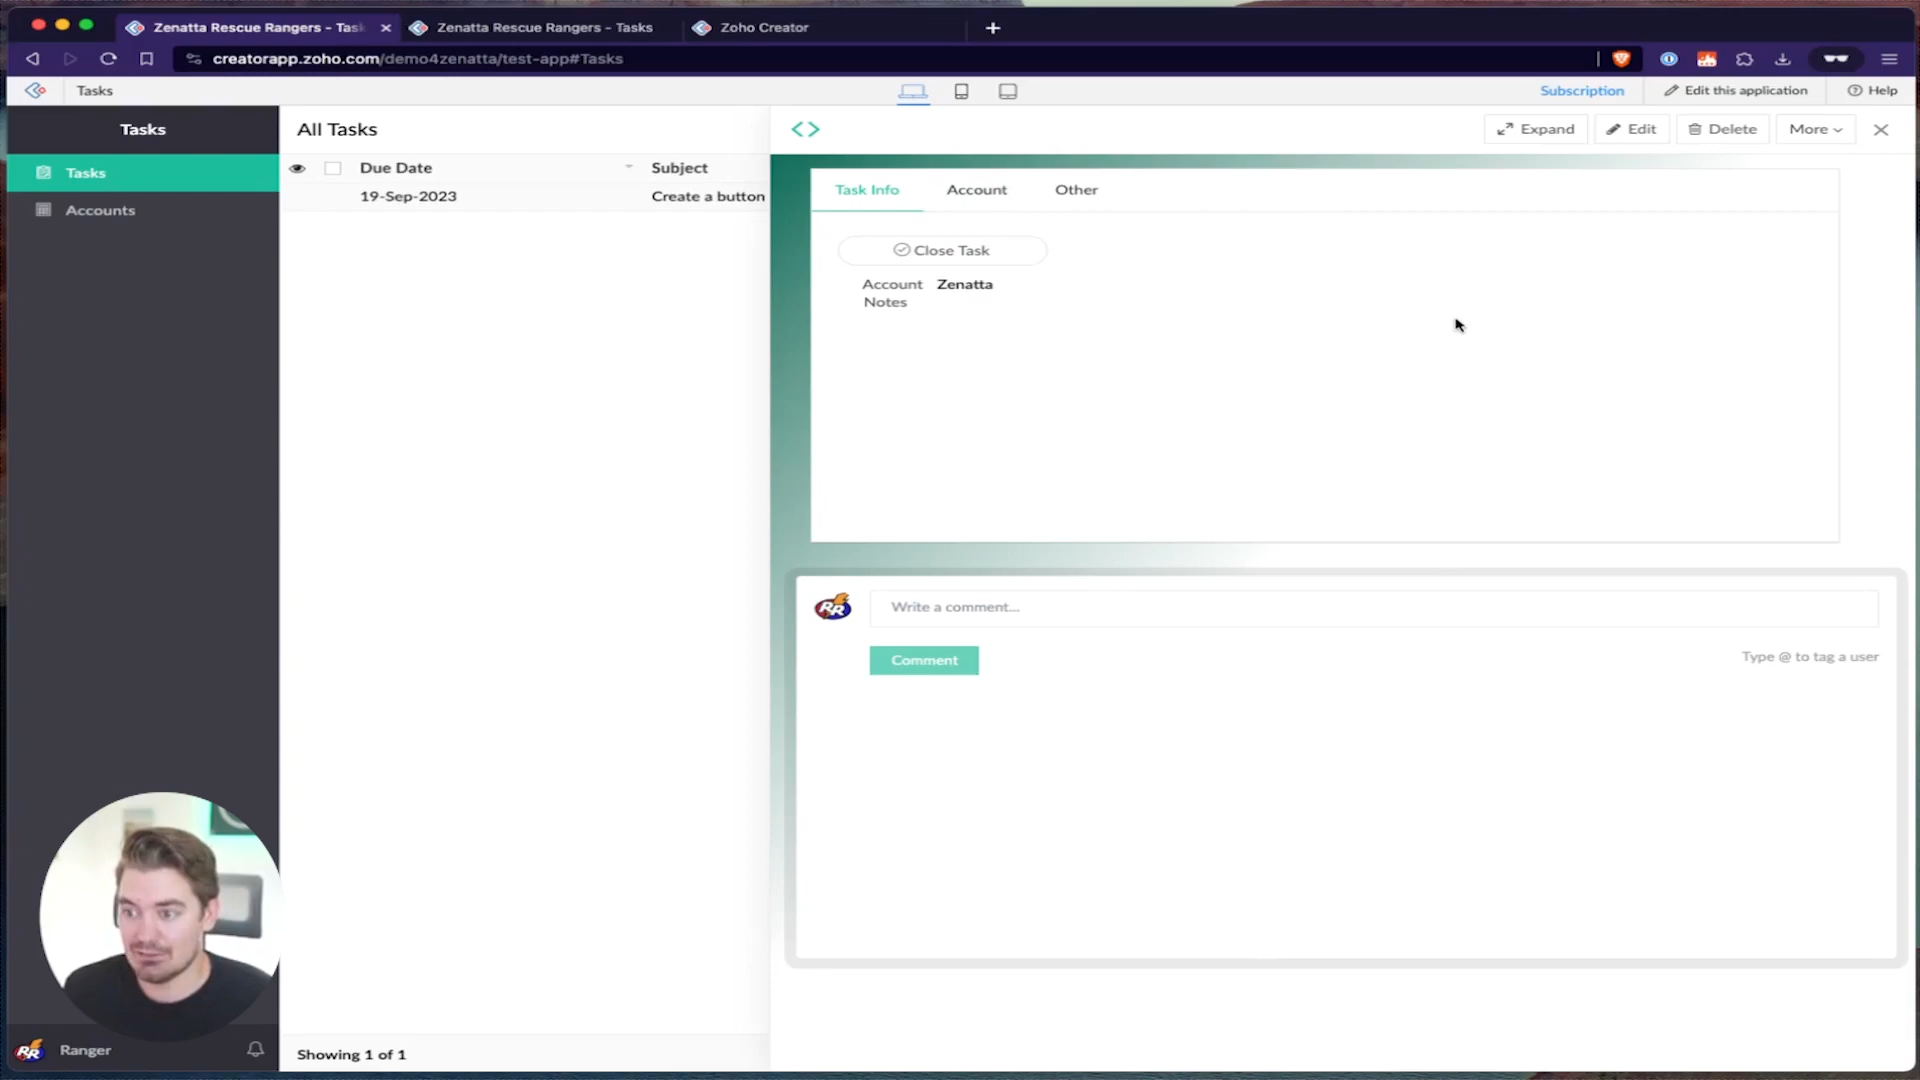 Zenatta Rescue Rangers - Tas
Zenatta Rescue Rangers - Tasks
Zoho Creator
creatorapp.zoho.com/demo4zenatta/test-app#Tasks
Tasks
Subscription
Edit this application
Help
Tasks
Tasks
Accounts
All Tasks
Due Date
Subject
19-Sep-2023
Create a button
Expand
Edit
Delete
More
Task Info
Account
Other
Close Task
Account Zenatta
Notes
RR
Write a comment...
Comment
Type @ to tag a user
RR
Ranger
Showing 1 of 1